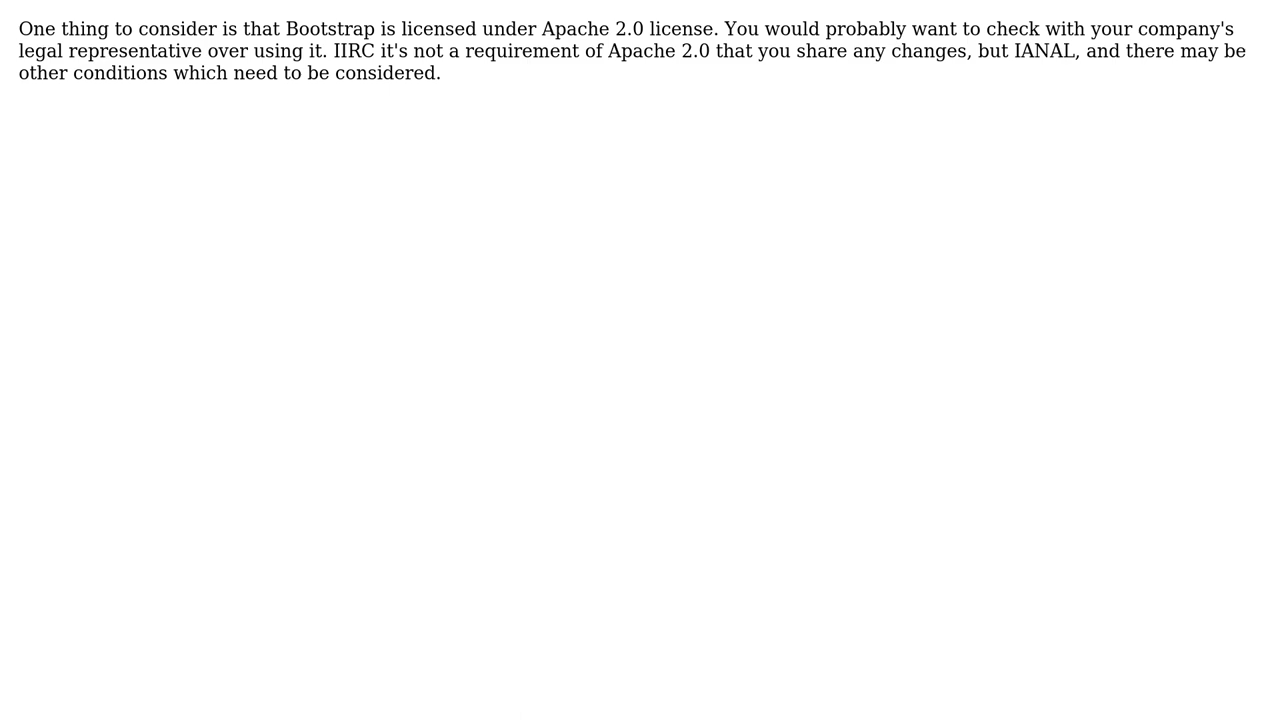 One thing to consider is that Bootstrap is licensed under Apache 2.0 license. You would probably want to check with your company's
legal representative over using it. IIRC it's not a requirement of Apache 2.0 that you share any changes, but IANAL, and there may be
other conditions which need to be considered.